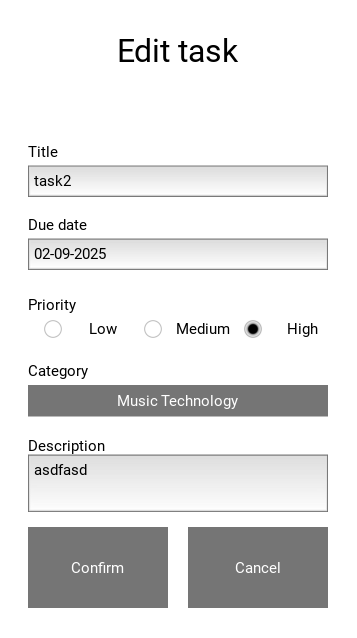 Edit task
Title
task2
Due date
02-09-2025
Priority
Low Medium High
Category
Music Technology
Description
asdfasd
Confirm Cancel